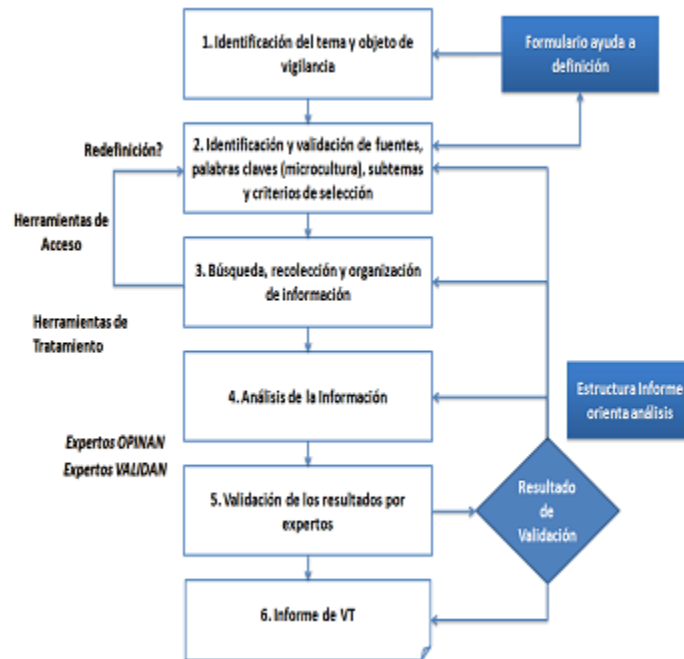 1. Identificación del tema y objeto de
vigilancia
Formulario ayuda a
definición
Redefinición?
2. Identificación y validación de fuentes,
palabras claves (microcultura), subtemas
y criterios de selección
Herramientas de
Acceso
3. Búsqueda, recolección y organización
de información
Herramientas de
Tratamiento
4. Análisis de la Información
Estructura Informe
orienta análisis
Expertos OPINAN
Expertos VALIDAN
5. Validación de los resultados por
expertos
Resultado
de
Validación
6. Informe de VT